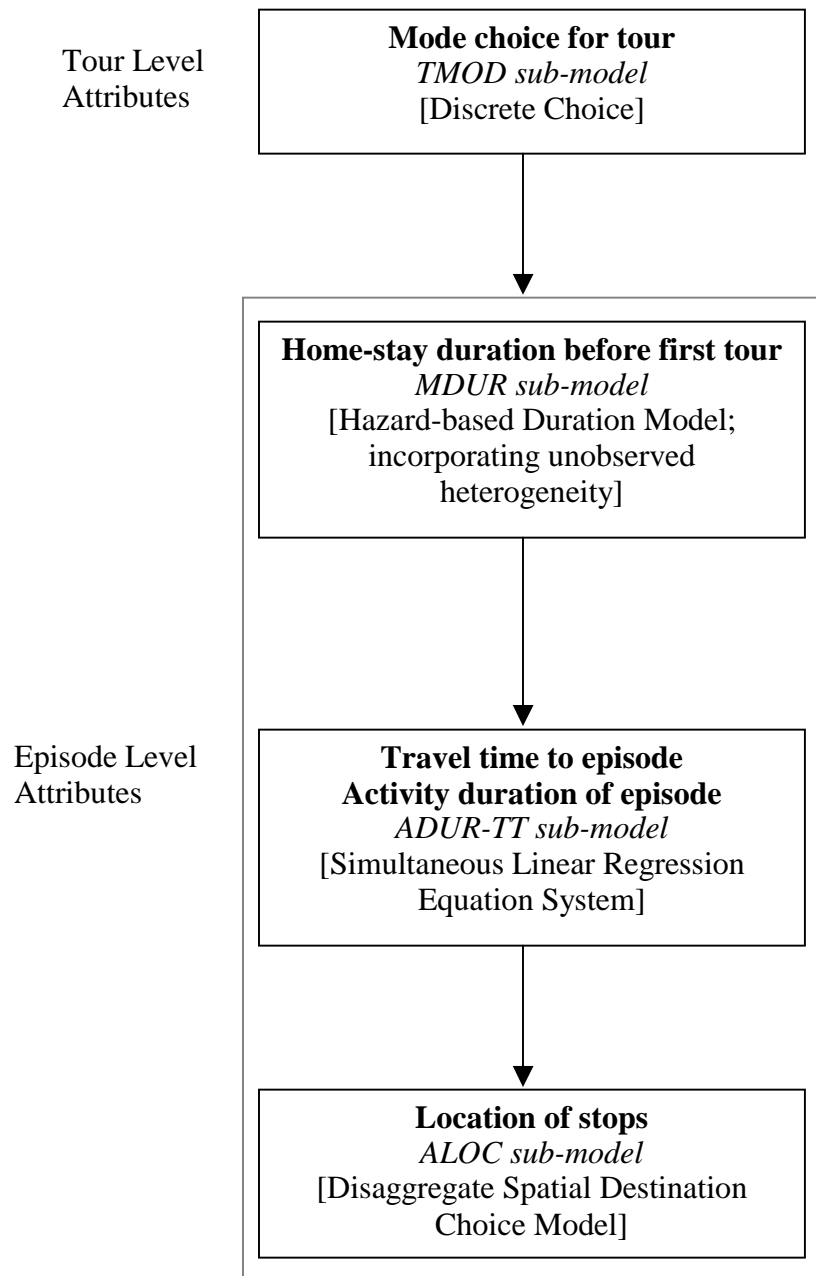 Tour Level
Attributes
Mode choice for tour
TMOD sub-model
[Discrete Choice]
Home-stay duration before first tour
MDUR sub-model
[Hazard-based Duration Model;
incorporating unobserved
heterogeneity]
Episode Level
Attributes
Travel time to episode
Activity duration of episode
ADUR-TT sub-model
[Simultaneous Linear Regression
Equation System]
Location of stops
ALOC sub-model
[Disaggregate Spatial Destination
Choice Model]